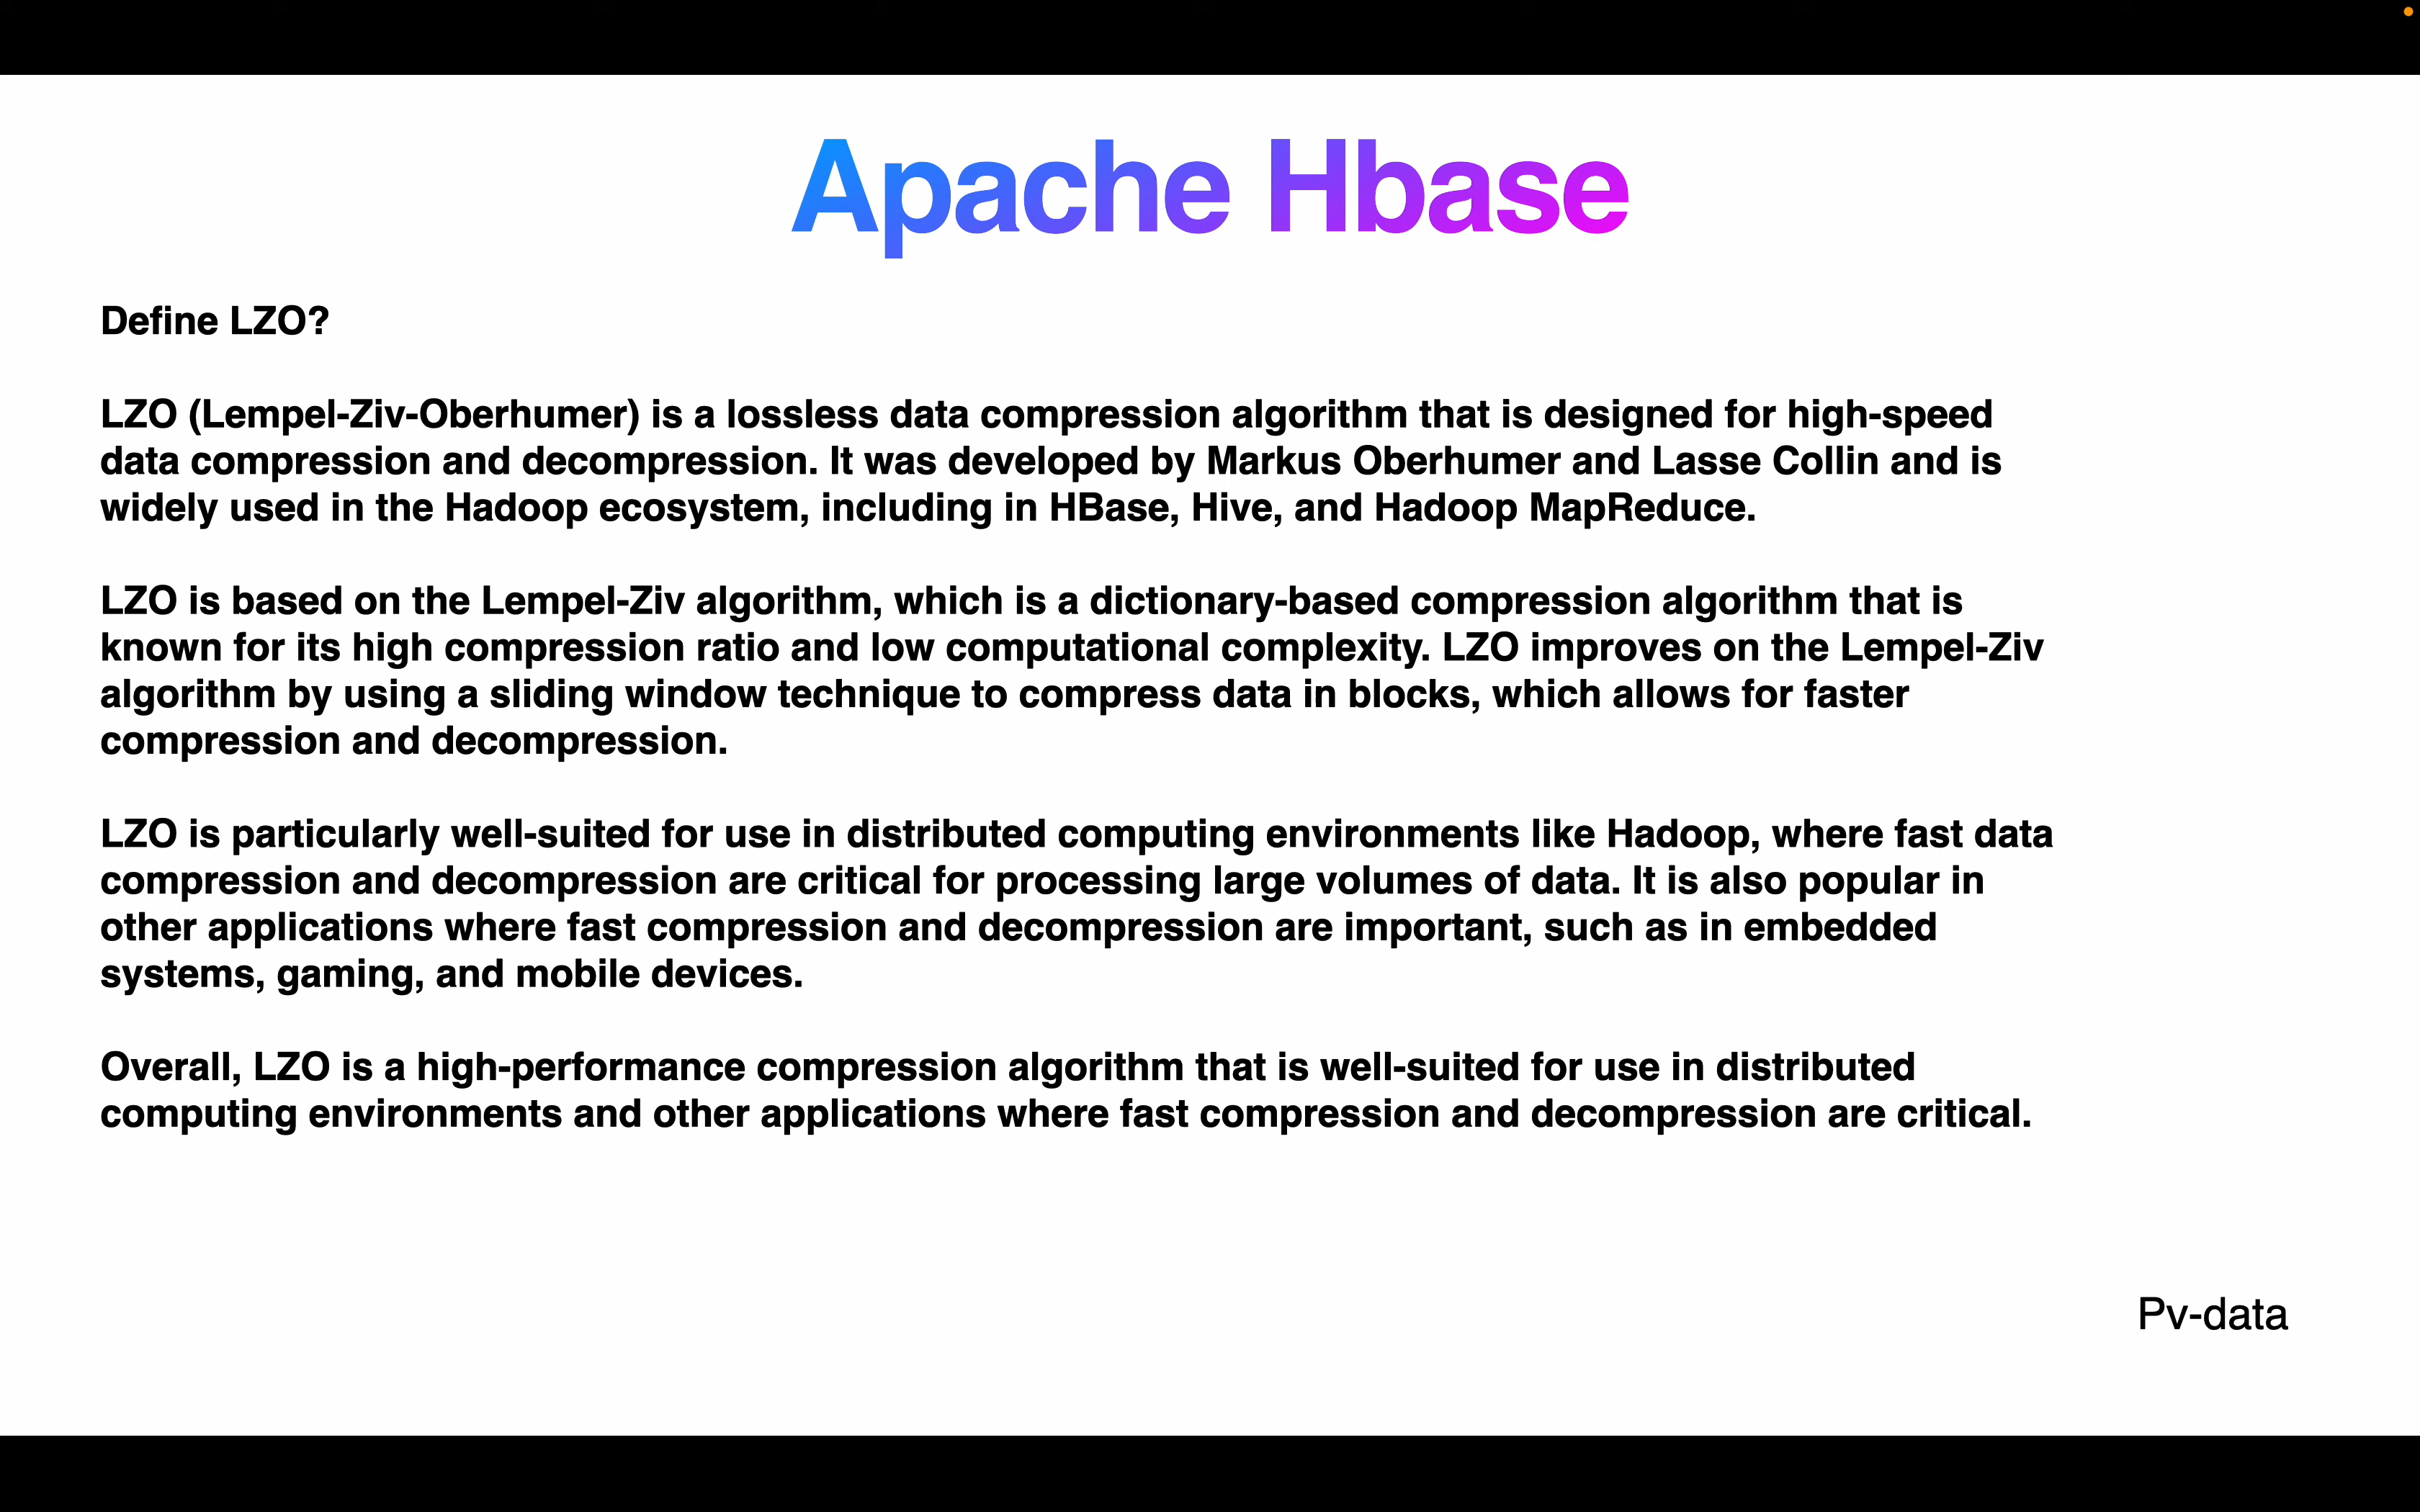 Apache Hbase
Define LZO?
LZO (Lempel-Ziv-Oberhumer) is a lossless data compression algorithm that is designed for high-speed
data compression and decompression. It was developed by Markus Oberhumer and Lasse Collin and is
widely used in the Hadoop ecosystem, including in HBase, Hive, and Hadoop MapReduce.
LZO is based on the Lempel-Ziv algorithm, which is a dictionary-based compression algorithm that is
known for its high compression ratio and low computational complexity. LZO improves on the Lempel-Ziv
algorithm by using a sliding window technique to compress data in blocks, which allows for faster
compression and decompression.
LZO is particularly well-suited for use in distributed computing environments like Hadoop, where fast data
compression and decompression are critical for processing large volumes of data. It is also popular in
other applications where fast compression and decompression are important, such as in embedded
systems, gaming, and mobile devices.
Overall, LZO is a high-performance compression algorithm that is well-suited for use in distributed
computing environments and other applications where fast compression and decompression are critical.
Pv-data